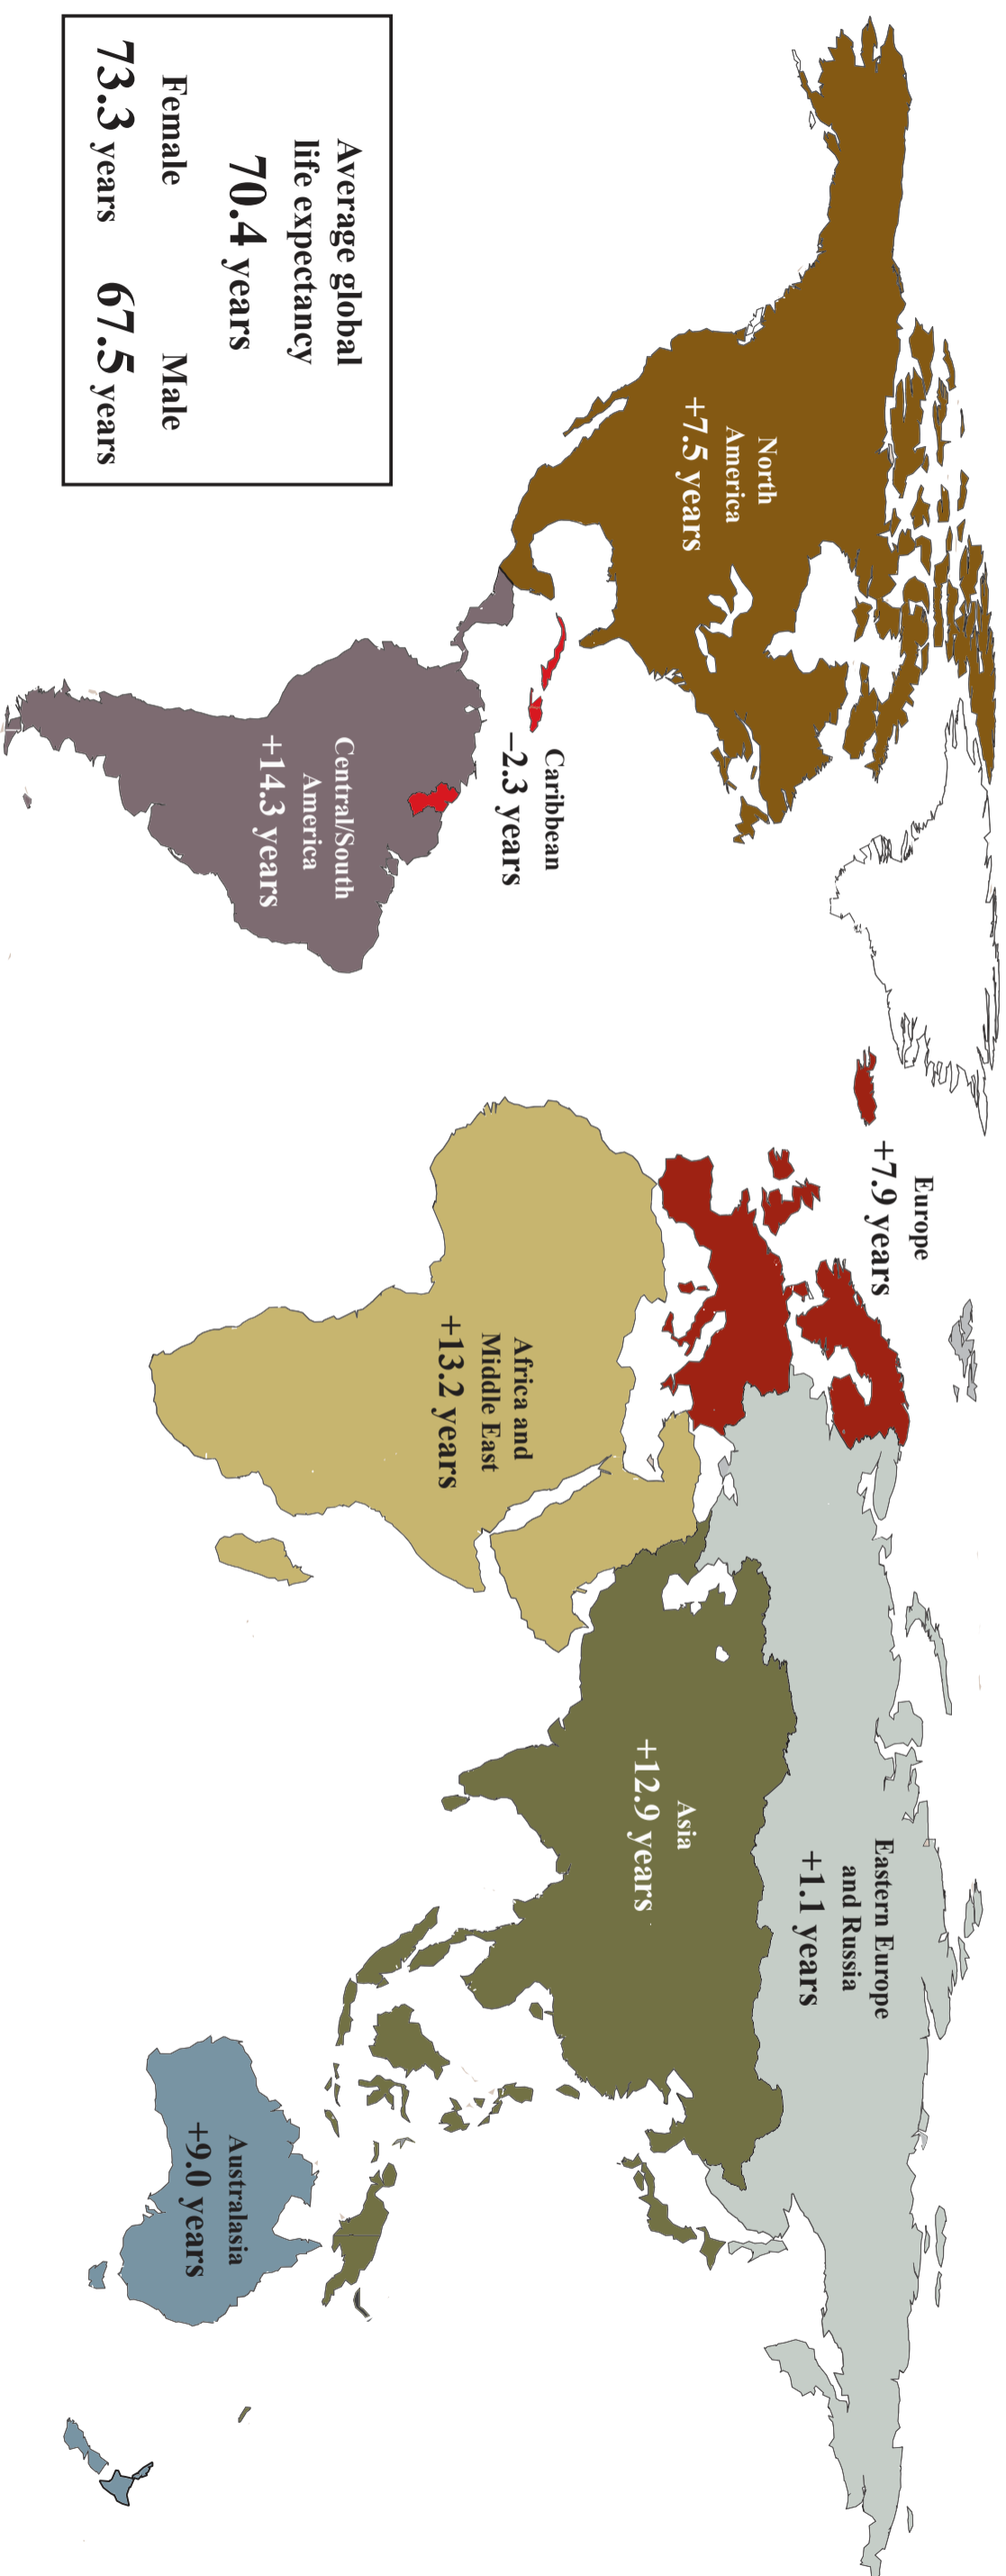 North
America
+7.5 years
Caribbean
−2.3 years
Central/South
America
+14.3 years
Europe
+7.9 years
Africa and
Middle East
+13.2 years
Eastern Europe
and Russia
+1.1 years
Asia
+12.9 years
Australasia
+9.0 years
Average global
life expectancy
70.4 years
Female Male
73.3 years 67.5 years